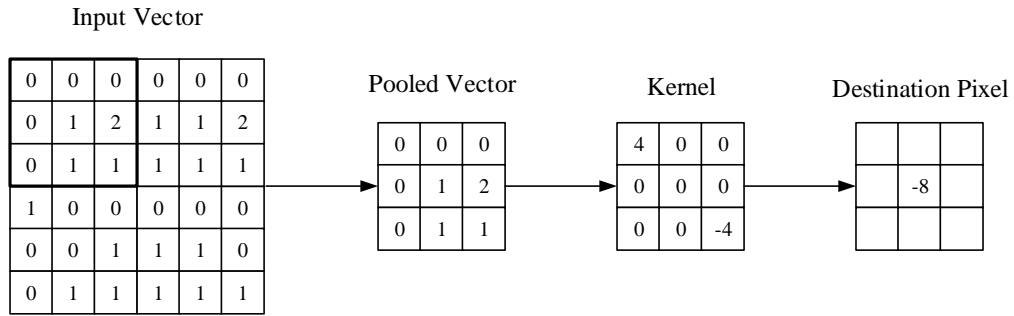 Input Vector
Pooled Vector
Kernel
Destination Pixel
0 0 0 0 0 0
0 1 2 1 1 2
0 1 1 1 1 1
1 0 0 0 0 0
0 0 1 1 1 0
0 1 1 1 1 1
0 0 0
0 1 2
0 1 1
4 0 0
0 0 0
0 0 -4
-8